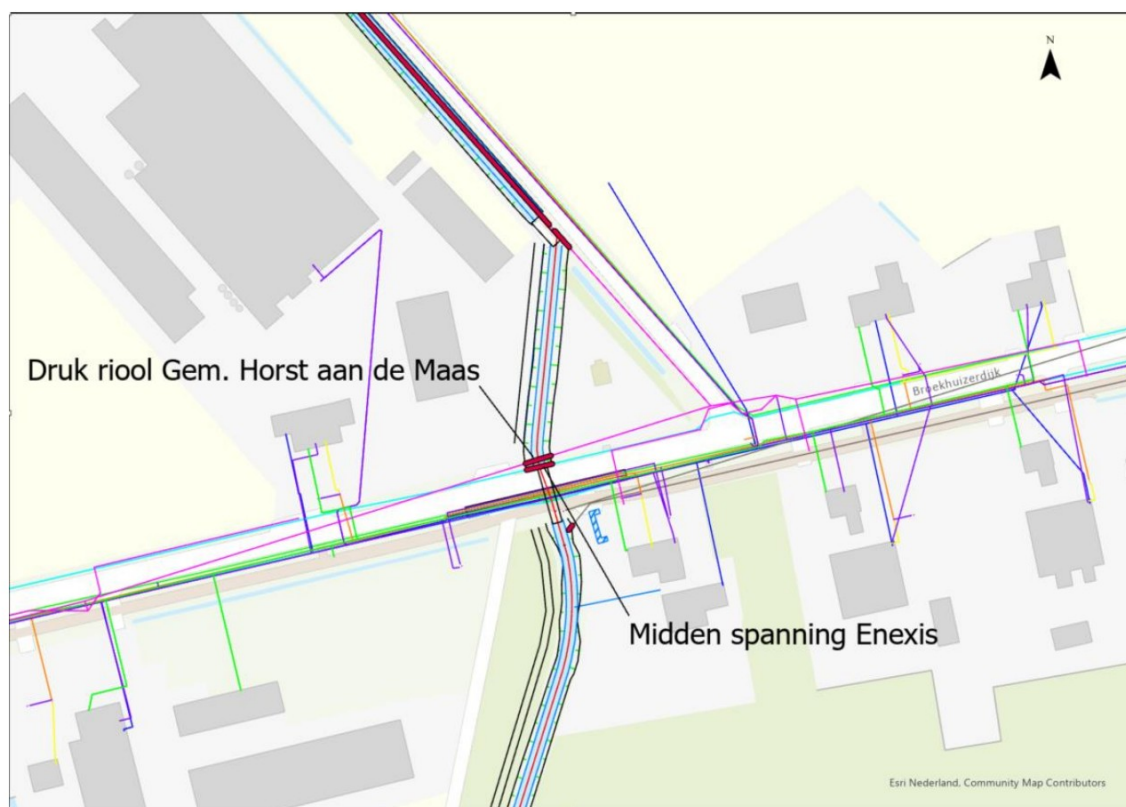 N
Druk riool Gem. Horst aan de Maas
Broekhuizerdijk
Midden spanning Enexis
Esri Nederland, Community Map Contributors